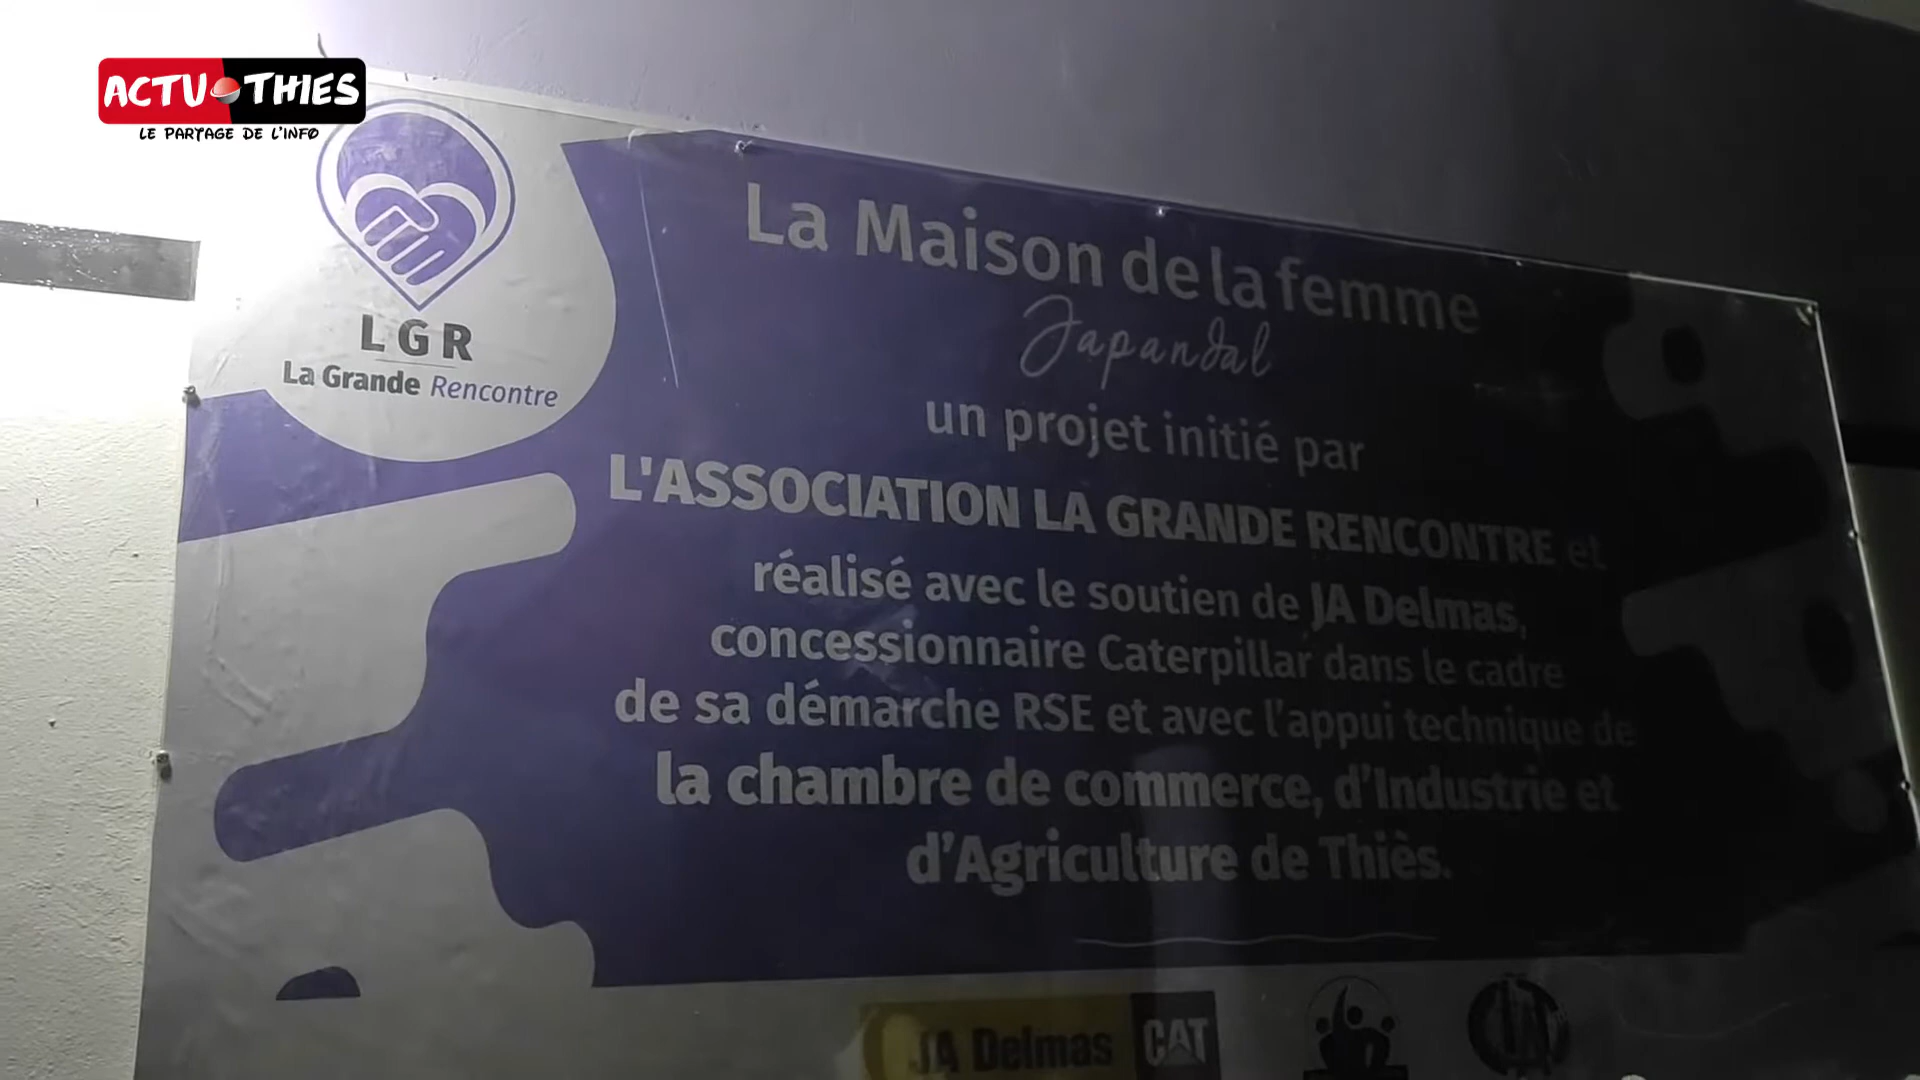 ACTU THIES
LE PARTAGE DE L'INFO
LGR
La Grande Rencontre
La Maison de la femme
Japandal
un projet initié par
L'ASSOCIATION LA GRANDE RENCONTRE et
réalisé avec le soutien de JA Delmas,
concessionnaire Caterpillar dans le cadre
de sa démarche RSE et avec l'appui technique de
la chambre de commerce, d'Industrie et
d'Agriculture de Thiès.
JA Delmas CAT